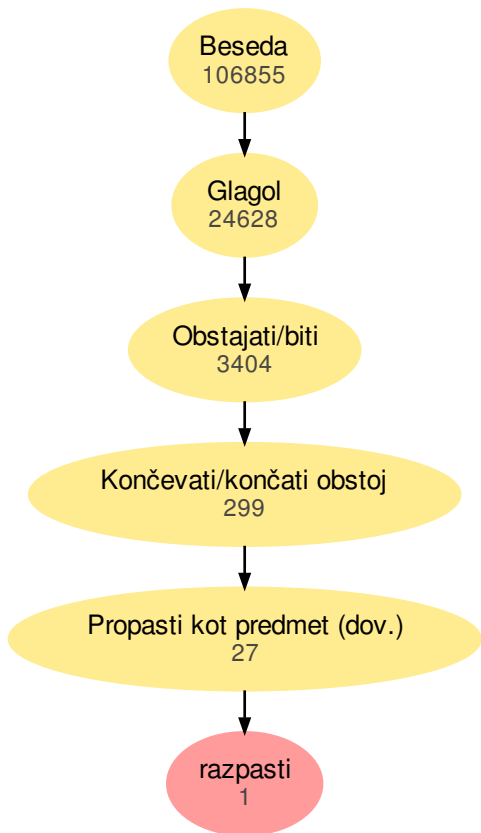 Beseda
106855
Glagol
24628
Obstajati/biti
3404
Končevati/končati obstoj
299
Propasti kot predmet (dov.)
27
razpasti
1